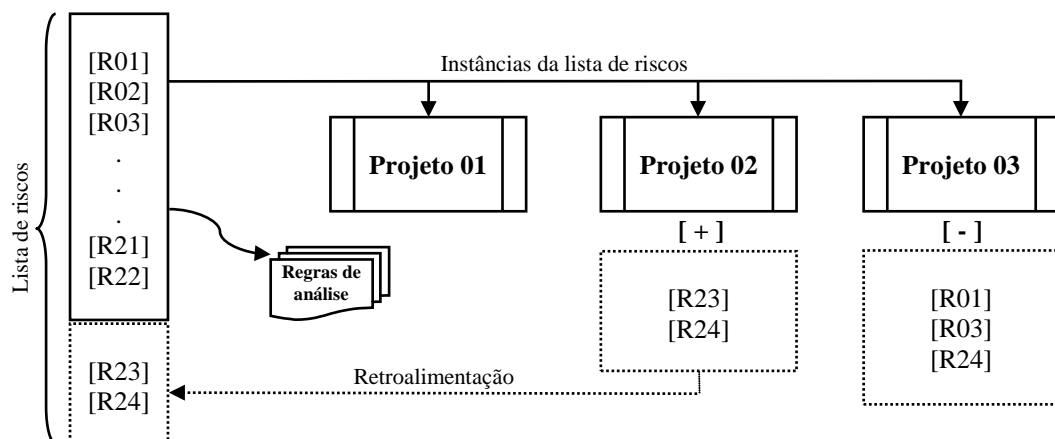 Lista de riscos
[R01]
[R02]
[R03]
.
.
.
[R21]
[R22]
[R23]
[R24]
Instâncias da lista de riscos
Projeto 01
Projeto 02
Projeto 03
[ + ]
[ - ]
Regras de
análise
[R23]
[R24]
[R01]
[R03]
[R24]
Retroalimentação